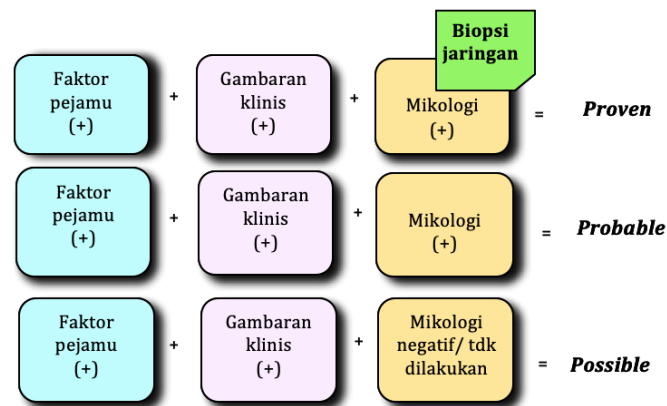 Biopsi
jaringan
Faktor
pejamu
(+)
+
Gambaran
klinis
(+)
+
Mikologi
(+)
=
Proven
Faktor
pejamu
(+)
+
Gambaran
klinis
(+)
+
Mikologi
(+)
=
Probable
Faktor
pejamu
(+)
+
Gambaran
klinis
(+)
+
Mikologi
negatif/ tdk
dilakukan
=
Possible